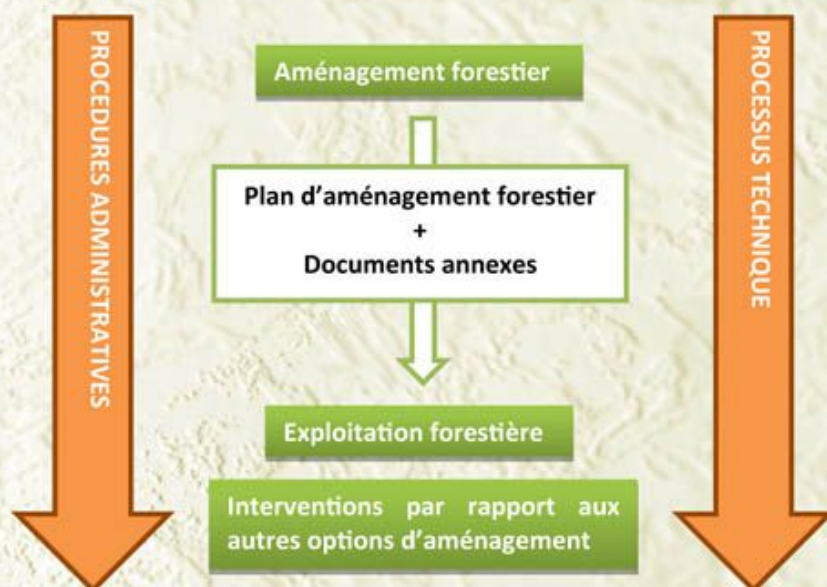 PROCEDURES ADMINISTRATIVES
Aménagement forestier
Plan d’aménagement forestier
+
Documents annexes
Exploitation forestière
Interventions par rapport aux
autres options d’aménagement
PROCESSUS TECHNIQUE